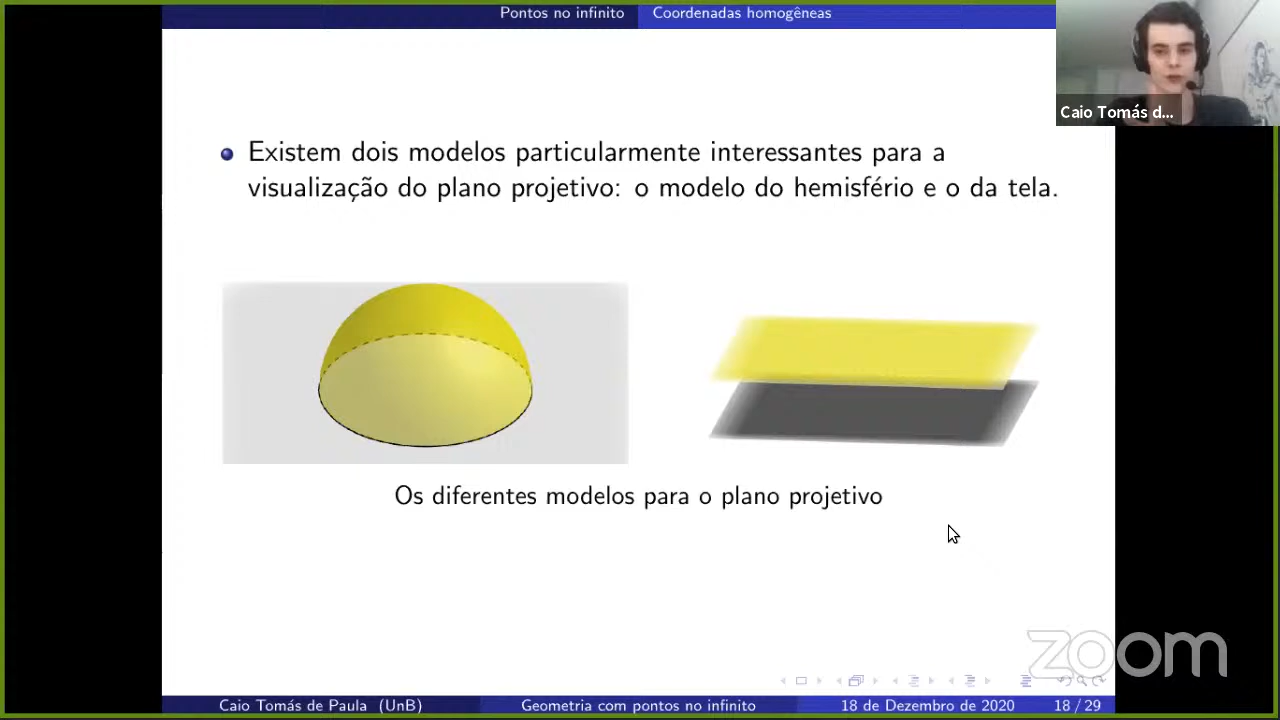 Pontos no infinito Coordenadas homogêneas
Caio Tomás d...
Existem dois modelos particularmente interessantes para a
visualização do plano projetivo: o modelo do hemisfério e o da tela.
Os diferentes modelos para o plano projetivo
zoom
Caio Tomás de Paula (UnB) Geometria com pontos no infinito 18 de Dezembro de 2020 18 / 29